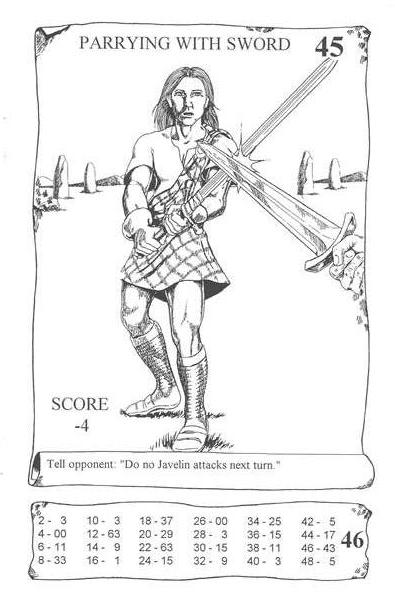 PARRYING WITH SWORD 45
SCORE
-4
Tell opponent: "Do no Javelin attacks next turn."
2 - 3 10 - 3 18 - 37 26 - 00 34 - 25 42 - 5
4 - 00 12 - 63 20 - 29 28 - 3 36 - 15 44 - 17
6 - 11 14 - 9 22 - 63 30 - 15 38 - 11 46 - 43
8 - 33 16 - 1 24 - 15 32 - 9 40 - 3 48 - 5
46